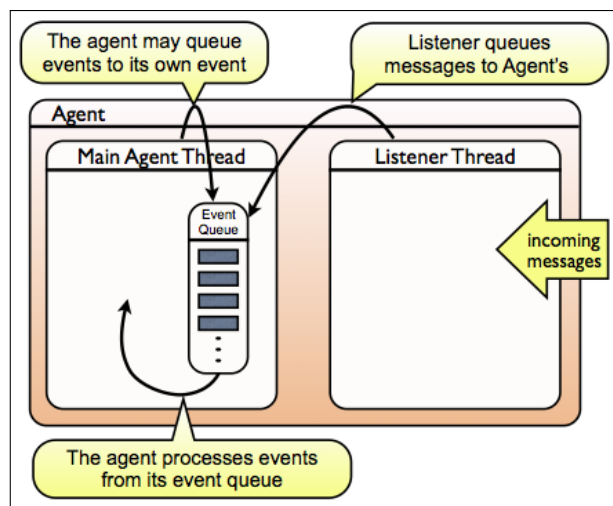 The agent may queue
events to its own event
Listener queues
messages to Agent's
Agent
Main Agent Thread
Listener Thread
Event
Queue
incoming
messages
The agent processes events
from its event queue